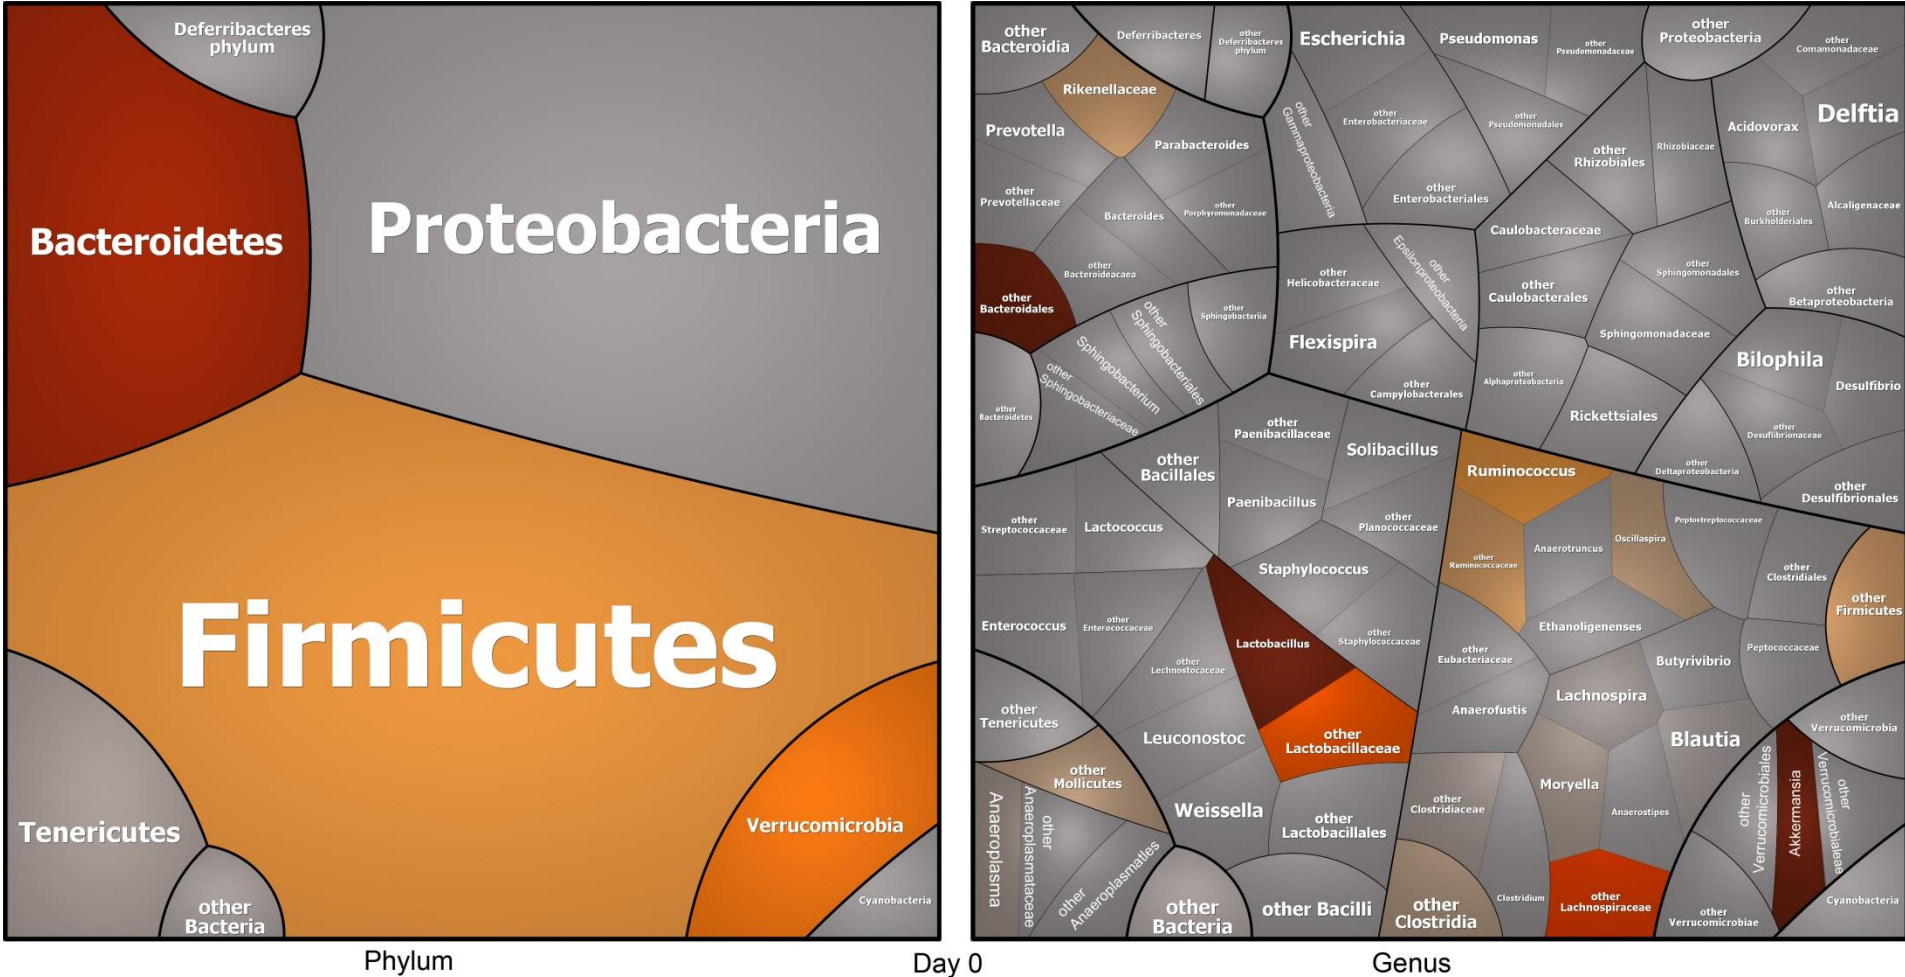 Deferribacteres
phylum
Bacteroidetes
Proteobacteria
Firmicutes
Tenericutes
other
Bacteria
Verrucomicrobia
Cyanobacteria
other
Bacteroidia
Deferribacteres
other
Deferribacteres
phylum
Escherichia
Pseudomonas
other
Pseudomonadaceae
other
Proteobacteria
other
Comamonadaceae
Rikenellaceae
Prevotella
Parabacteroides
other
Gammaproteobacteria
other
Enterobacteriaceae
other
Pseudomonadales
other
Rhizobiales
Rhizobiaceae
Acidovorax
Delftia
other
Prevotellaceae
Bacteroides
other
Porphyromonadaceae
other
Enterobacteriales
other
Burkholderiales
Alcaligenaceae
other
Bacteroideacaea
other
Helicobacteraceae
other
Epsilonproteobacteria
Caulobacteraceae
other
Caulobacterales
other
Sphingomonadales
other
Betaproteobacteria
other
Bacteroidales
other
Sphingobacteriales
other
Sphingobacteriia
Sphingobacterium
other
Sphingobacteriaceae
Flexispira
Sphingomonadaceae
Bilophila
Desulfibrio
other
Bacteroidetes
other
Campylobacterales
other
Alphaproteobacteria
Rickettsiales
other
Desuflibrionaceae
other
Deltaproteobacteria
other
Desulfibrionales
other
Bacillales
other
Paenibacillaceae
Solibacillus
Ruminococcus
Paenibacillus
other
Planococcaceae
other
Streptococcaceae
Lactococcus
Staphylococcus
other
Ruminococcaceae
Anaerotruncus
Oscillaspira
Peptostreptococcaceae
other
Clostridiales
other
Firmicutes
Enterococcus
other
Enterococcaceae
Lactobacillus
other
Staphylococcaceae
Ethanoligenenses
other
Eubacteriaceae
Butyrivibrio
Peptococcaceae
other
Lechnostocaceae
Lachnospira
Anaerofustis
other
Tenericutes
Leuconostoc
other
Lactobacillaceae
Blautia
other
Verrucomicrobia
other
Mollicutes
Moryella
other
Verrucomicrobiales
Akkermansia
other
Verrucomicrobialeae
Anaeroplasma
other
Anaeroplasmataceae
other
Anaeroplasmatles
Weissella
other
Lactobacillales
other
Clostridiaceae
Anaerostipes
other
Bacteria
other Bacilli
other
Clostridia
Clostridium
other
Lachnospiraceae
other
Verrucomicrobiae
Cyanobacteria
Phylum
Day 0
Genus